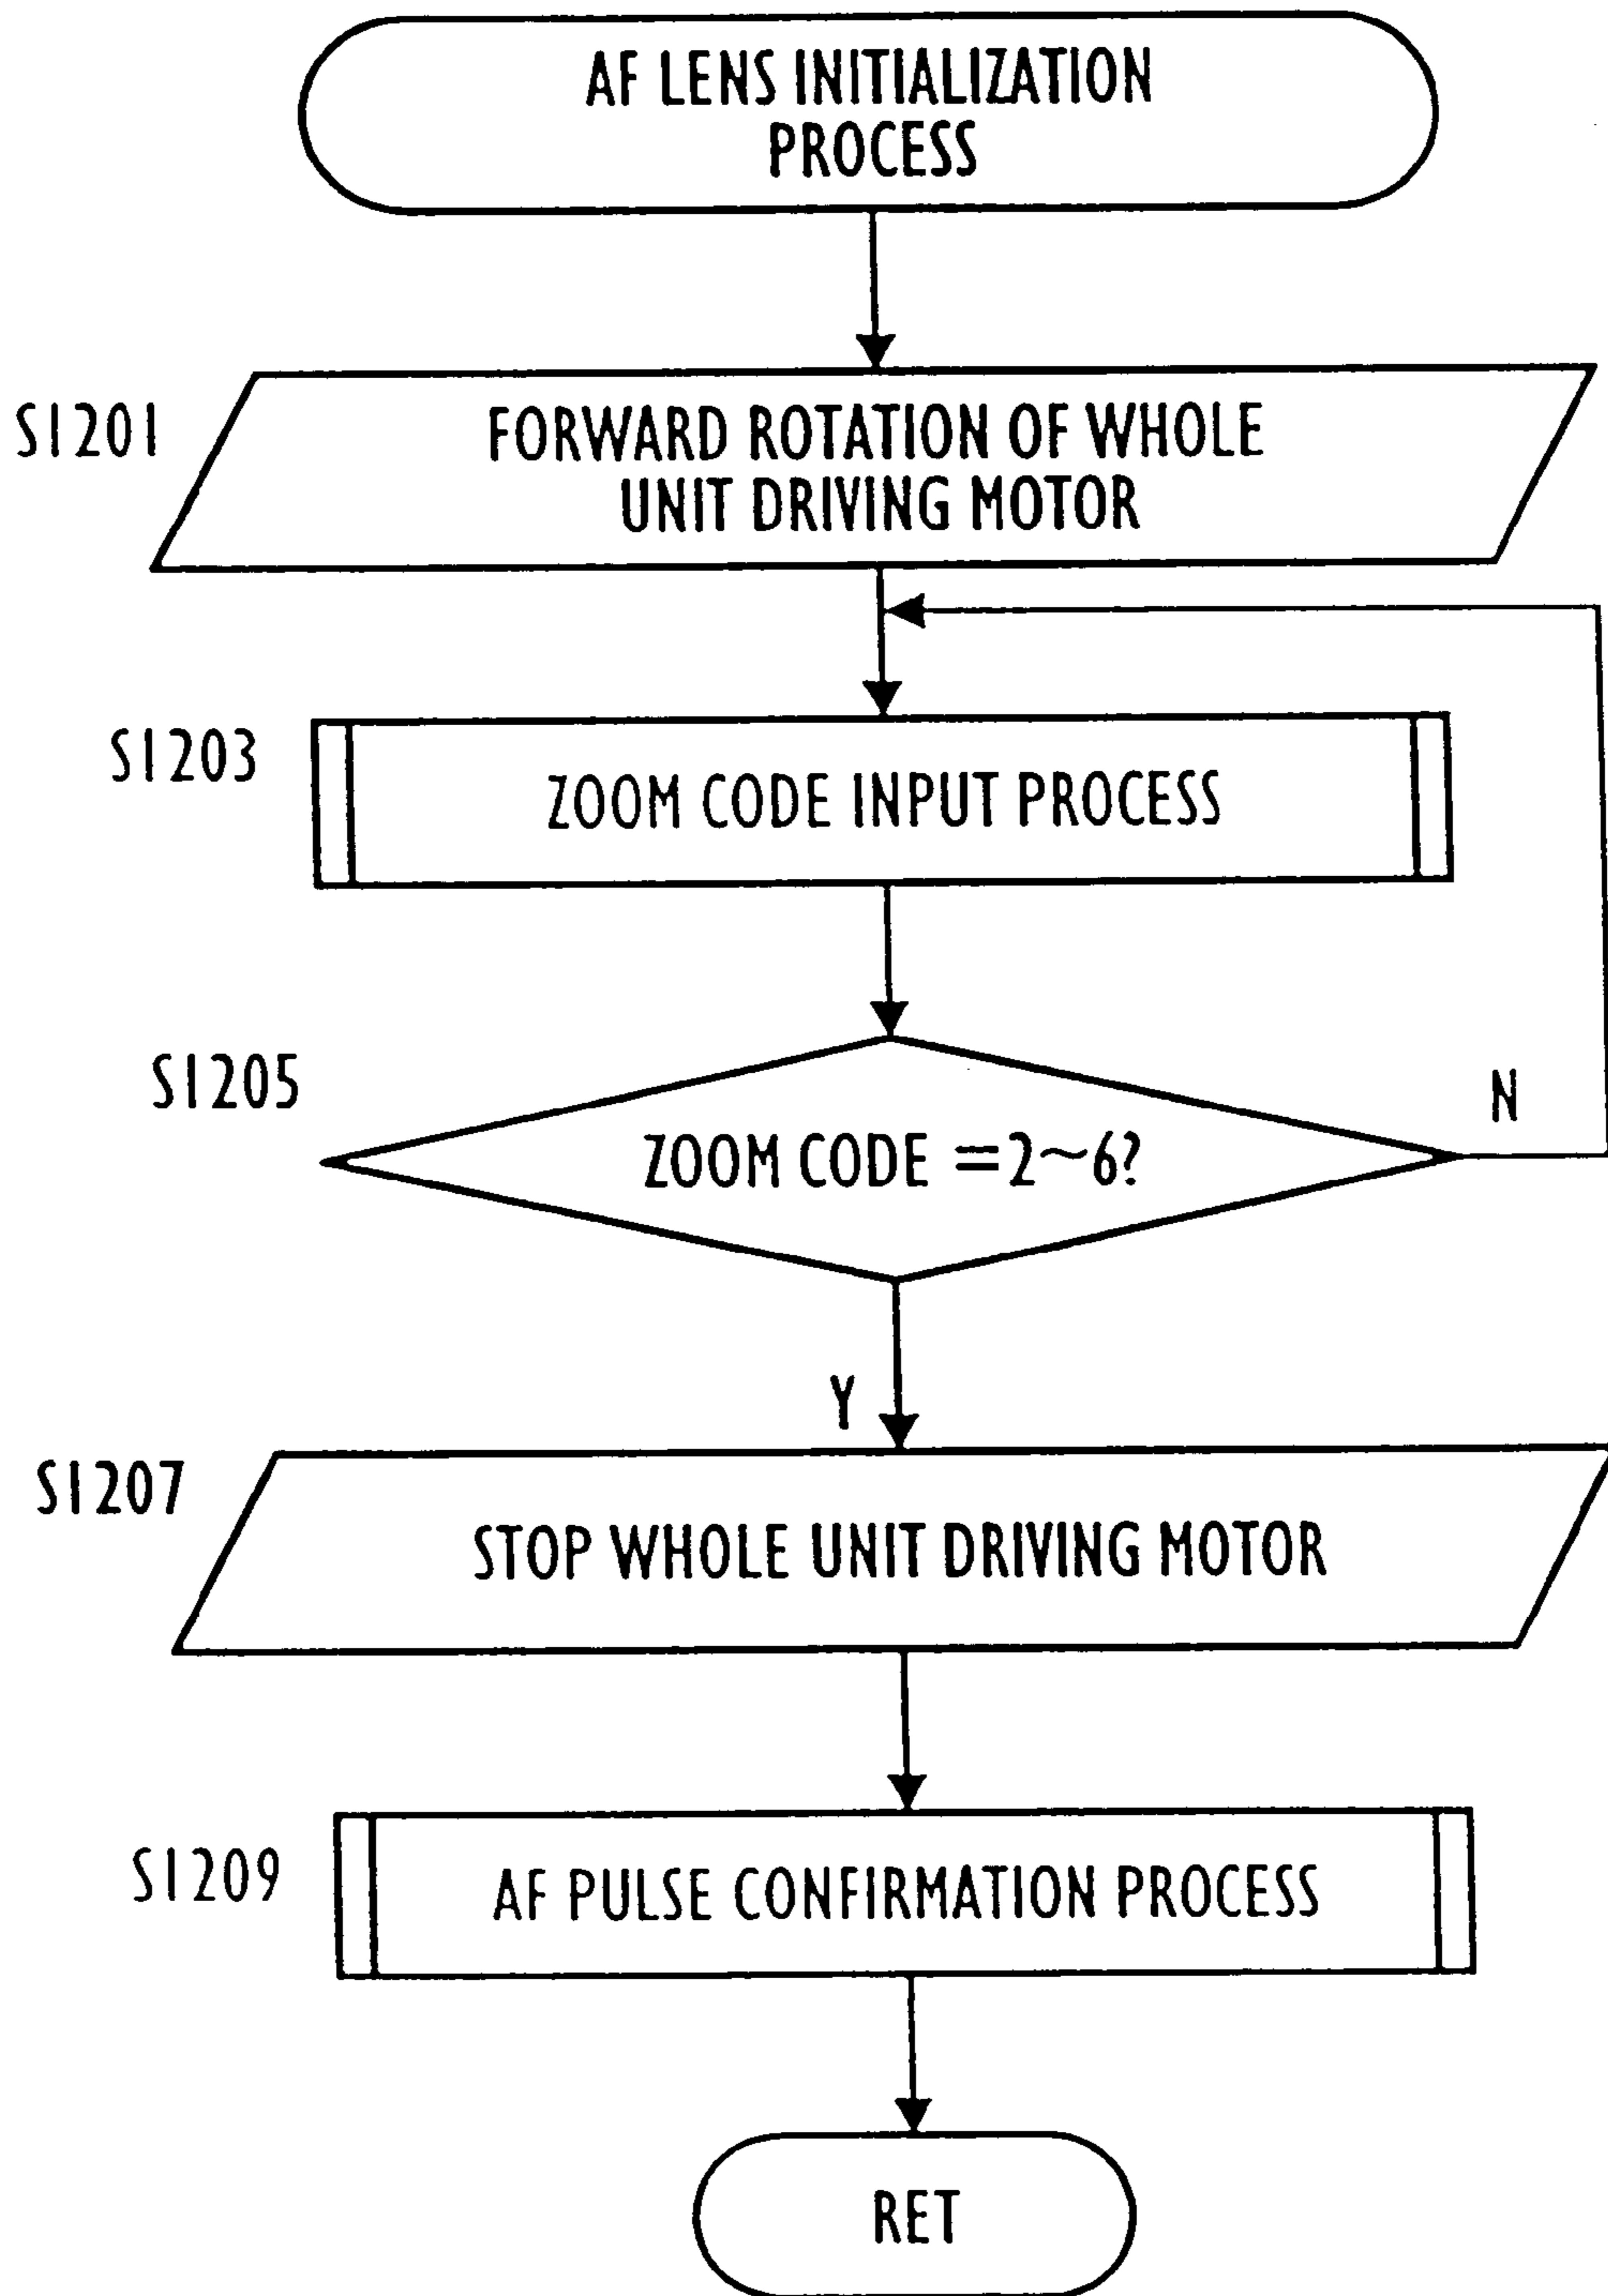 AF LENS INITIALIZATION
PROCESS
S1201
FORWARD ROTATION OF WHOLE
UNIT DRIVING MOTOR
S1203
ZOOM CODE INPUT PROCESS
S1205
ZOOM CODE =2~6?
N
Y
S1207
STOP WHOLE UNIT DRIVING MOTOR
S1209
AF PULSE CONFIRMATION PROCESS
RET